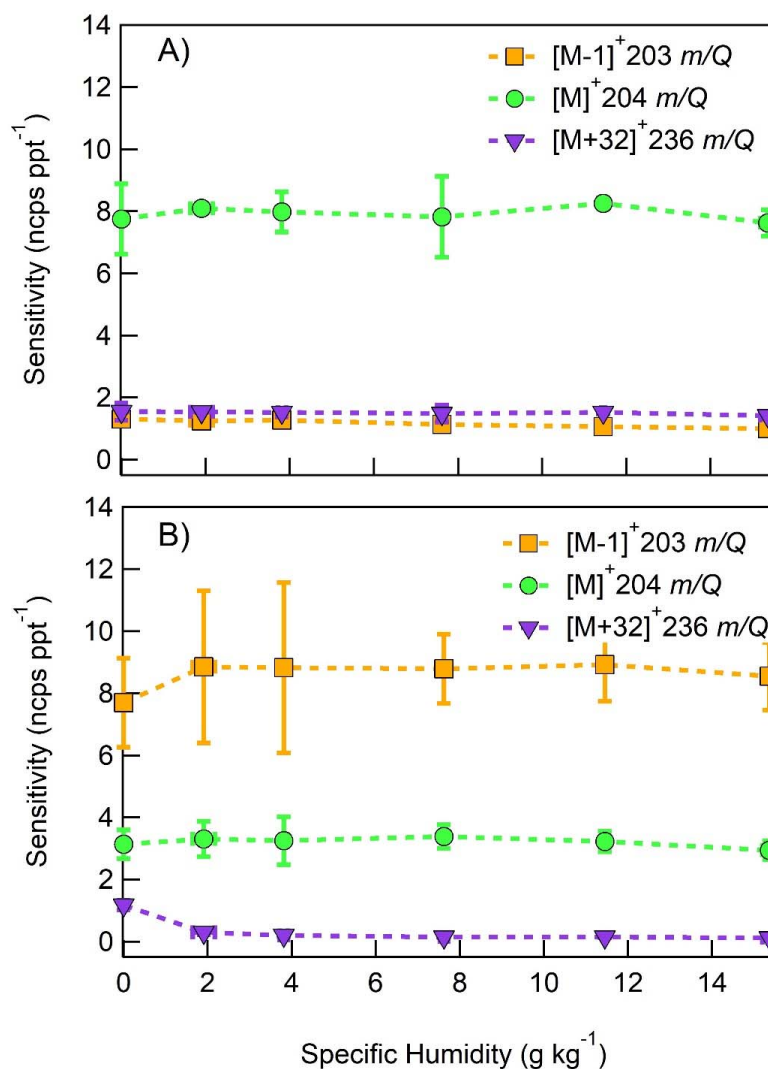 14
12
10
8
6
4
2
0
Sensitivity (ncps ppt⁻¹)
A)
[M-1]⁺203 m/Q
[M]⁺204 m/Q
[M+32]⁺236 m/Q
14
12
10
8
6
4
2
0
Sensitivity (ncps ppt⁻¹)
B)
[M-1]⁺203 m/Q
[M]⁺204 m/Q
[M+32]⁺236 m/Q
0 2 4 6 8 10 12 14
Specific Humidity (g kg⁻¹)